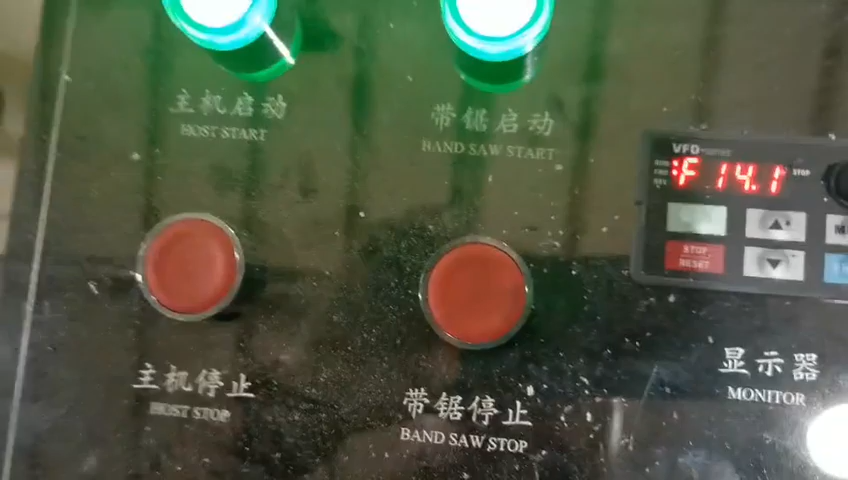 主机启动
HOST START
带锯启动
BAND SAW START
VFD
F 14.1
STOP
STOP
RESET
主机停止
HOST STOP
带锯停止
BAND SAW STOP
显示器
MONITOR